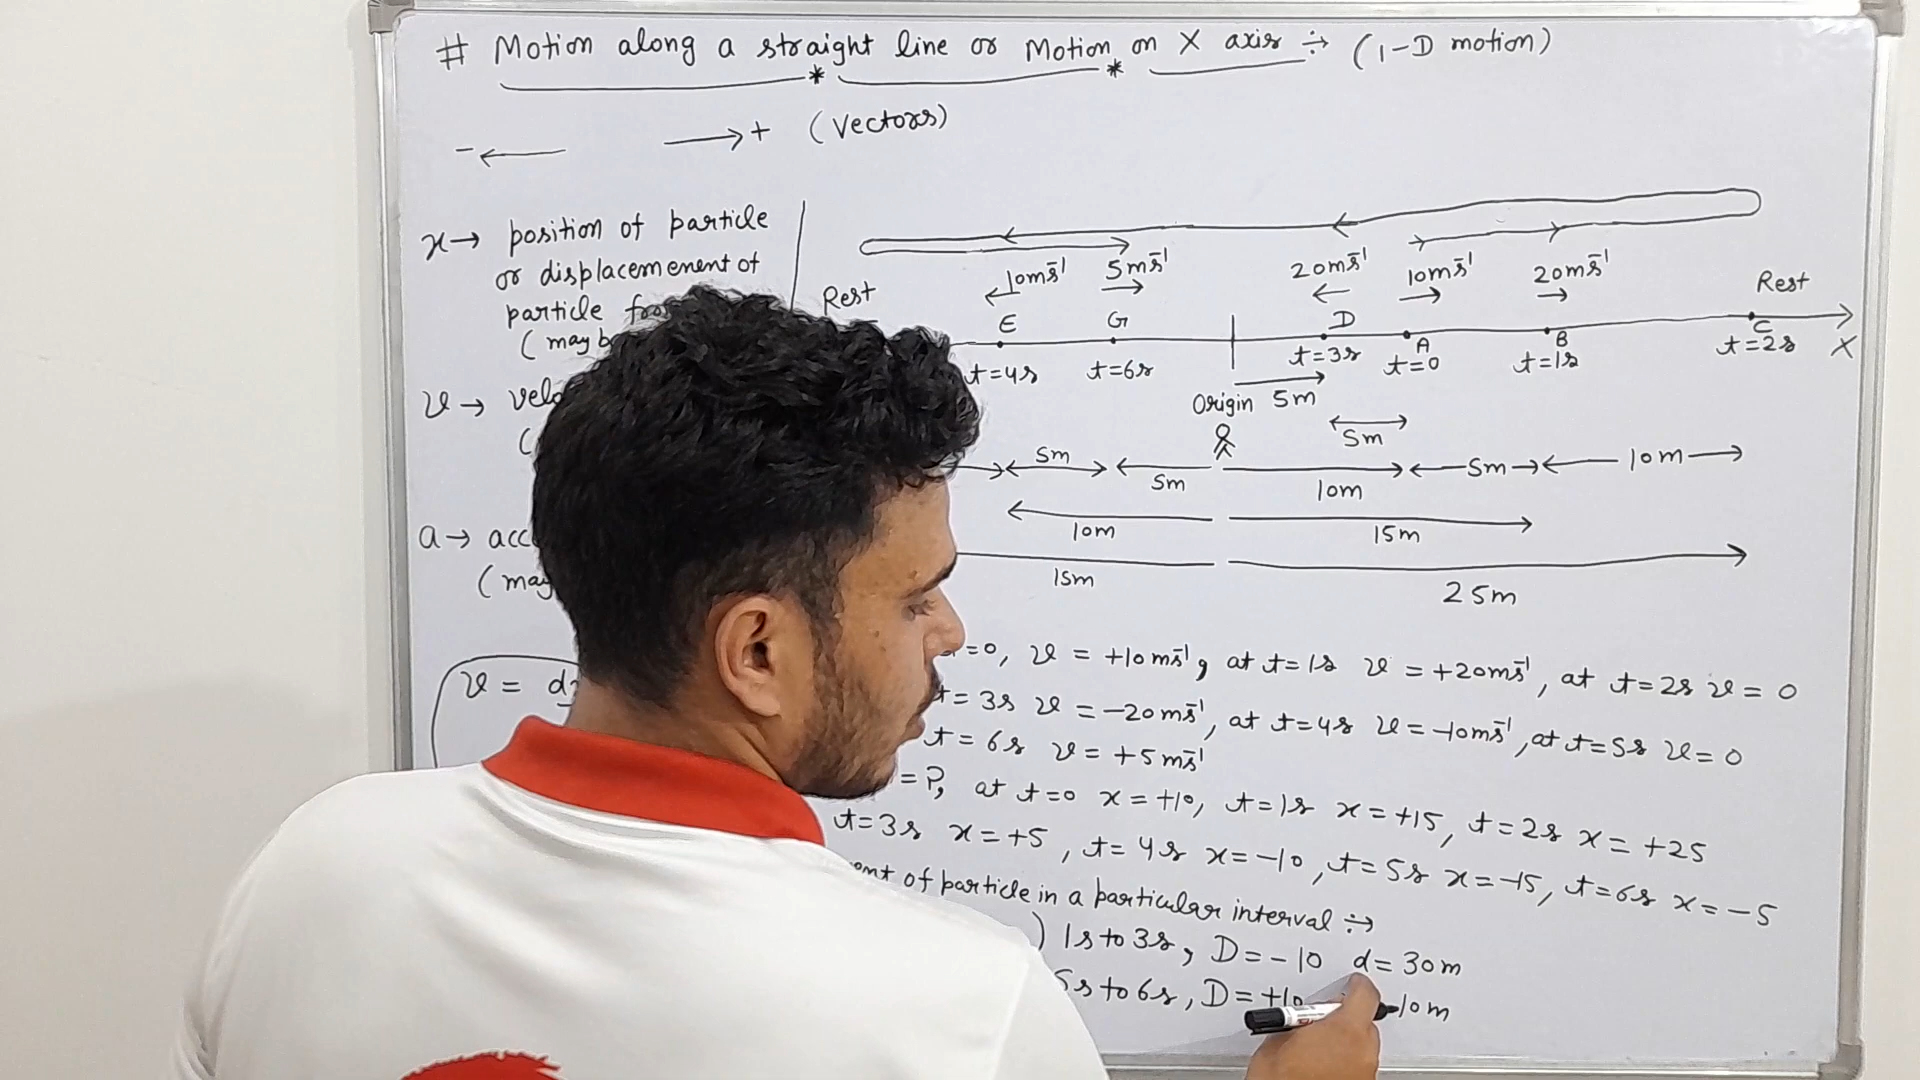 # Motion along a straight line or Motion on X axis ÷ (1-D motion)
- ← → + (Vectors)
x → position of particle
or displacemenent of
particle
(may
v →
a →
(may
v =
10ms⁻¹ 5ms⁻¹ 20ms⁻¹ 10ms⁻¹ 20ms⁻¹
Rest Rest
E G D A B C
t=4s t=6s t=3s t=0 t=1s t=2s X
Origin 5m
5m
5m 5m 10m 5m 10m
10m 15m
15m 25m
=0, v = +10ms⁻¹, at t=1s v = +20ms⁻¹, at t=2s v = 0
t=3s v = -20ms⁻¹, at t=4s v = -10ms⁻¹, at t=5s v = 0
t=6s v = +5ms⁻¹
= ?, at t=0 x = +10, t=1s x = +15, t=2s x = +25
t=3s x = +5, t=4s x = -10, t=5s x = -15, t=6s x = -5
of particle in a particular interval ÷
) 1s to 3s, D = -10 d = 30m
5s to 6s, D = +10 10m